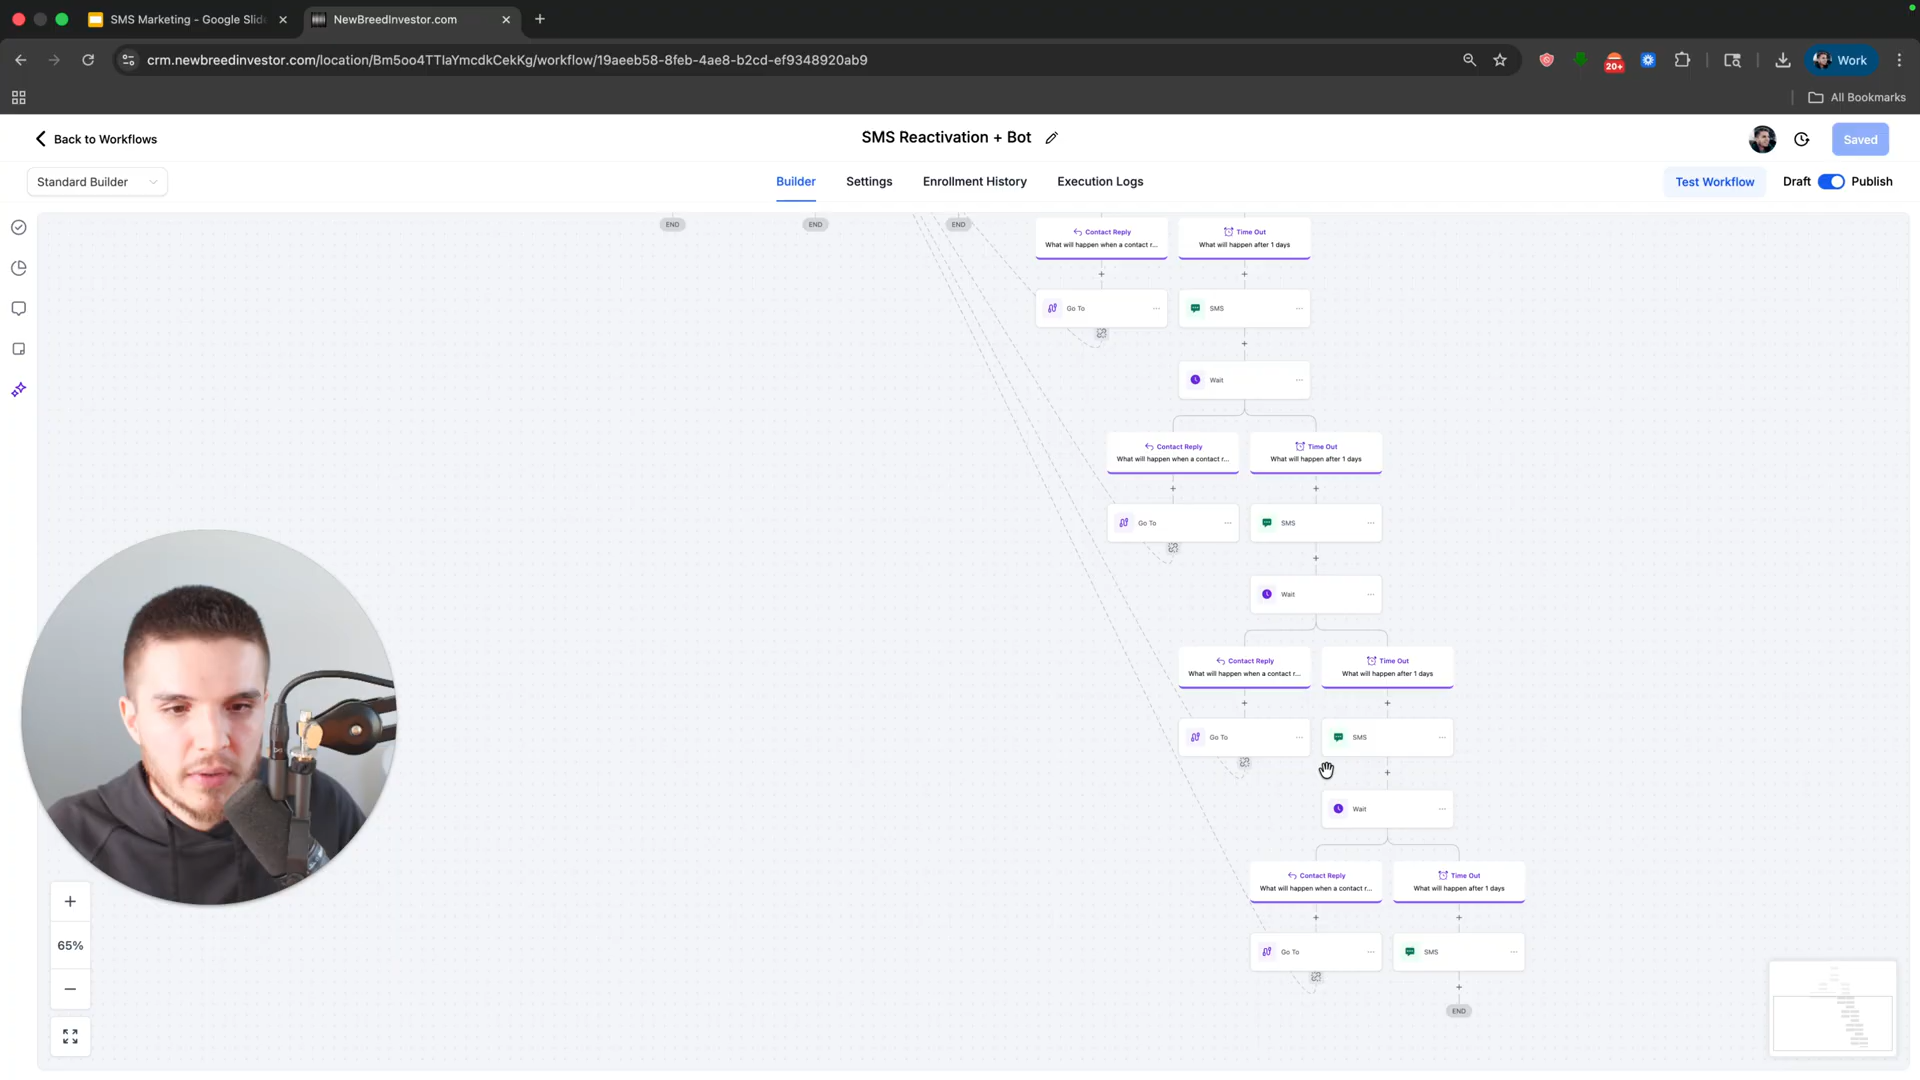 SMS Marketing - Google Slid
NewBreedInvestor.com
crm.newbreedinvestor.com/location/Bm5oo4TTlaYmcdkCekKg/workflow/19aeeb58-8feb-4ae8-b2cd-ef9348920ab9
20+
Work
All Bookmarks
Back to Workflows
SMS Reactivation + Bot
Saved
Standard Builder
Builder
Settings
Enrollment History
Execution Logs
Test Workflow
Draft
Publish
END
END
END
Contact Reply
What will happen when a contact r...
Time Out
What will happen after 1 days
Go To
SMS
Wait
Contact Reply
What will happen when a contact r...
Time Out
What will happen after 1 days
Go To
SMS
Wait
Contact Reply
What will happen when a contact r...
Time Out
What will happen after 1 days
Go To
SMS
Wait
Contact Reply
What will happen when a contact r...
Time Out
What will happen after 1 days
Go To
SMS
END
65%